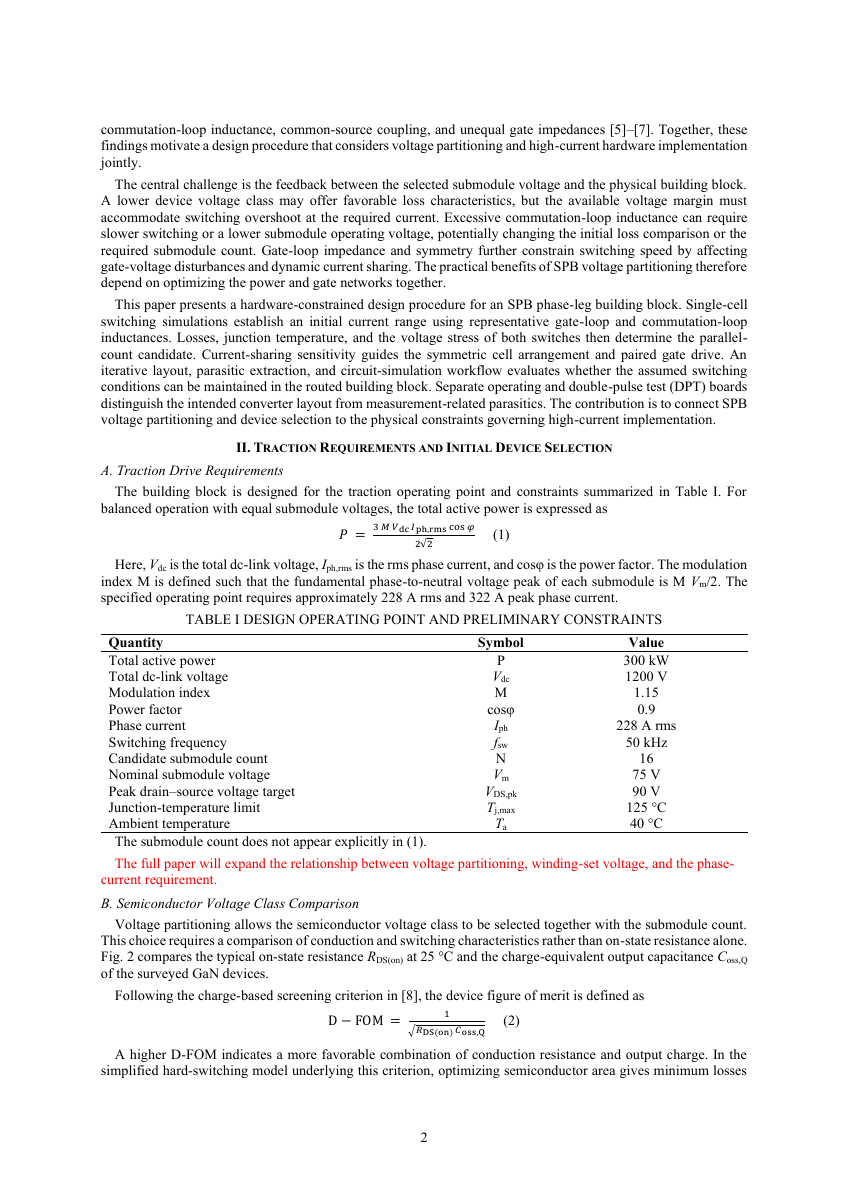 commutation-loop inductance, common-source coupling, and unequal gate impedances [5]–[7]. Together, these
findings motivate a design procedure that considers voltage partitioning and high-current hardware implementation
jointly.
The central challenge is the feedback between the selected submodule voltage and the physical building block.
A lower device voltage class may offer favorable loss characteristics, but the available voltage margin must
accommodate switching overshoot at the required current. Excessive commutation-loop inductance can require
slower switching or a lower submodule operating voltage, potentially changing the initial loss comparison or the
required submodule count. Gate-loop impedance and symmetry further constrain switching speed by affecting
gate-voltage disturbances and dynamic current sharing. The practical benefits of SPB voltage partitioning therefore
depend on optimizing the power and gate networks together.
This paper presents a hardware-constrained design procedure for an SPB phase-leg building block. Single-cell
switching simulations establish an initial current range using representative gate-loop and commutation-loop
inductances. Losses, junction temperature, and the voltage stress of both switches then determine the parallel-
count candidate. Current-sharing sensitivity guides the symmetric cell arrangement and paired gate drive. An
iterative layout, parasitic extraction, and circuit-simulation workflow evaluates whether the assumed switching
conditions can be maintained in the routed building block. Separate operating and double-pulse test (DPT) boards
distinguish the intended converter layout from measurement-related parasitics. The contribution is to connect SPB
voltage partitioning and device selection to the physical constraints governing high-current implementation.
II. TRACTION REQUIREMENTS AND INITIAL DEVICE SELECTION
A. Traction Drive Requirements
The building block is designed for the traction operating point and constraints summarized in Table I. For
balanced operation with equal submodule voltages, the total active power is expressed as
P = 3 M Vdc Iph,rms cos φ / 2√2 (1)
Here, Vdc is the total dc-link voltage, Iph,rms is the rms phase current, and cosφ is the power factor. The modulation
index M is defined such that the fundamental phase-to-neutral voltage peak of each submodule is M Vm/2. The
specified operating point requires approximately 228 A rms and 322 A peak phase current.
TABLE I DESIGN OPERATING POINT AND PRELIMINARY CONSTRAINTS
Quantity Symbol Value
Total active power P 300 kW
Total dc-link voltage Vdc 1200 V
Modulation index M 1.15
Power factor cosφ 0.9
Phase current Iph 228 A rms
Switching frequency fsw 50 kHz
Candidate submodule count N 16
Nominal submodule voltage Vm 75 V
Peak drain–source voltage target VDS,pk 90 V
Junction-temperature limit Tj,max 125 °C
Ambient temperature Ta 40 °C
The submodule count does not appear explicitly in (1).
The full paper will expand the relationship between voltage partitioning, winding-set voltage, and the phase-
current requirement.
B. Semiconductor Voltage Class Comparison
Voltage partitioning allows the semiconductor voltage class to be selected together with the submodule count.
This choice requires a comparison of conduction and switching characteristics rather than on-state resistance alone.
Fig. 2 compares the typical on-state resistance RDS(on) at 25 °C and the charge-equivalent output capacitance Coss,Q
of the surveyed GaN devices.
Following the charge-based screening criterion in [8], the device figure of merit is defined as
D − FOM = 1 / √RDS(on) Coss,Q (2)
A higher D-FOM indicates a more favorable combination of conduction resistance and output charge. In the
simplified hard-switching model underlying this criterion, optimizing semiconductor area gives minimum losses
2